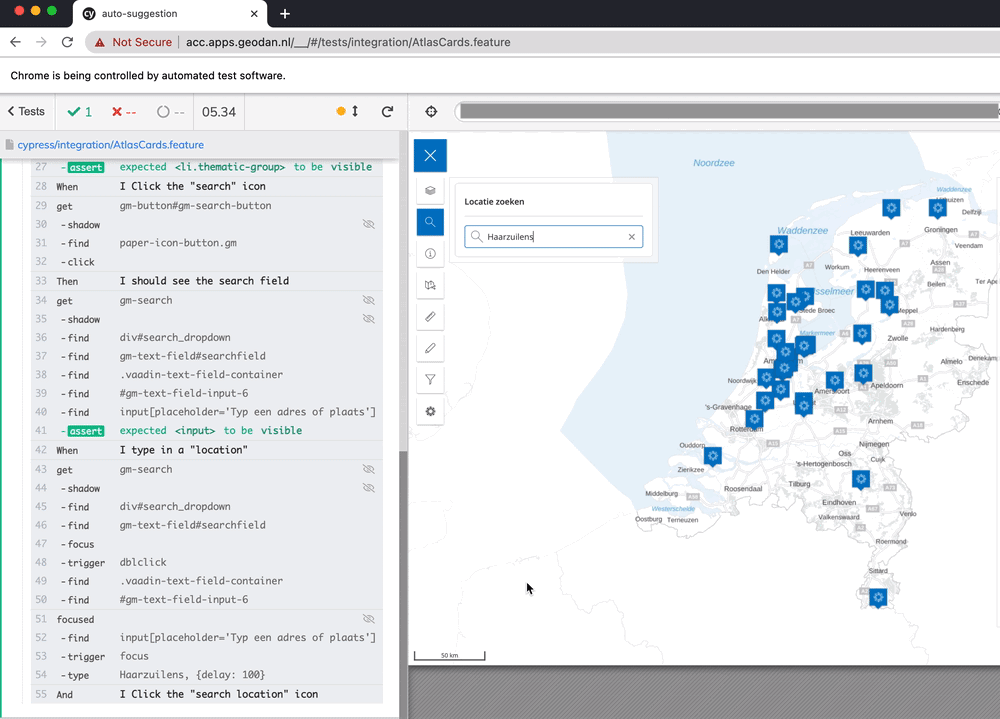 auto-suggestion
Not Secure acc.apps.geodan.nl/__/#/tests/integration/AtlasCards.feature
Chrome is being controlled by automated test software.
Tests 1 -- -- 05.34
cypress/integration/AtlasCards.feature
27 -assert expected <li.thematic-group> to be visible
28 When I Click the "search" icon
29 get gm-button#gm-search-button
30 -shadow
31 -find paper-icon-button.gm
32 -click
33 Then I should see the search field
34 get gm-search
35 -shadow
36 -find div#search_dropdown
37 -find gm-text-field#searchfield
38 -find .vaadin-text-field-container
39 -find #gm-text-field-input-6
40 -find input[placeholder='Typ een adres of plaats']
41 -assert expected <input> to be visible
42 When I type in a "location"
43 get gm-search
44 -shadow
45 -find div#search_dropdown
46 -find gm-text-field#searchfield
47 -focus
48 -trigger dblclick
49 -find .vaadin-text-field-container
50 -find #gm-text-field-input-6
51 focused
52 -find input[placeholder='Typ een adres of plaats']
53 -trigger focus
54 -type Haarzuilens, {delay: 100}
55 And I Click the "search location" icon
Locatie zoeken
Haarzuilens
Noordzee
Waddenzee
Waddenzee
Leeuwarden
Groningen
Delfzij
Veendam
Den Helder
Workum
Heerenveen
Assen
Beilen
Ter Ape
Stede Broec
Meppel
Markermeer
Hardenberg
Zwolle
Almelo
Denekam
Enschede
Noordwijk
Amersfoort
Apeldoorn
's-Gravenhage
Rotterdam
Arnhem
Nijmegen
Ouddorp
Zierikzee
Oss
Cuijk
's-Hertogenbosch
Middelburg
Roosendaal
Tilburg
Eindhoven
Valkenswaard
Venlo
Westerschelde
Oostburg
Terneuzen
Roermond
Sittard
50 km